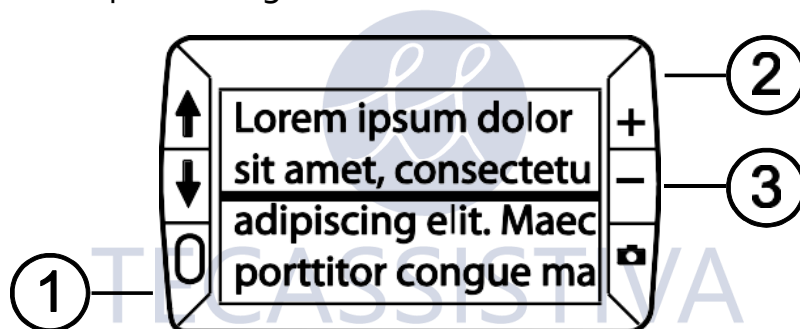 2
+
Lorem ipsum dolor
sit amet, consectetu
−
3
adipiscing elit. Maec
porttitor congue ma
1
TECASSISTIVA